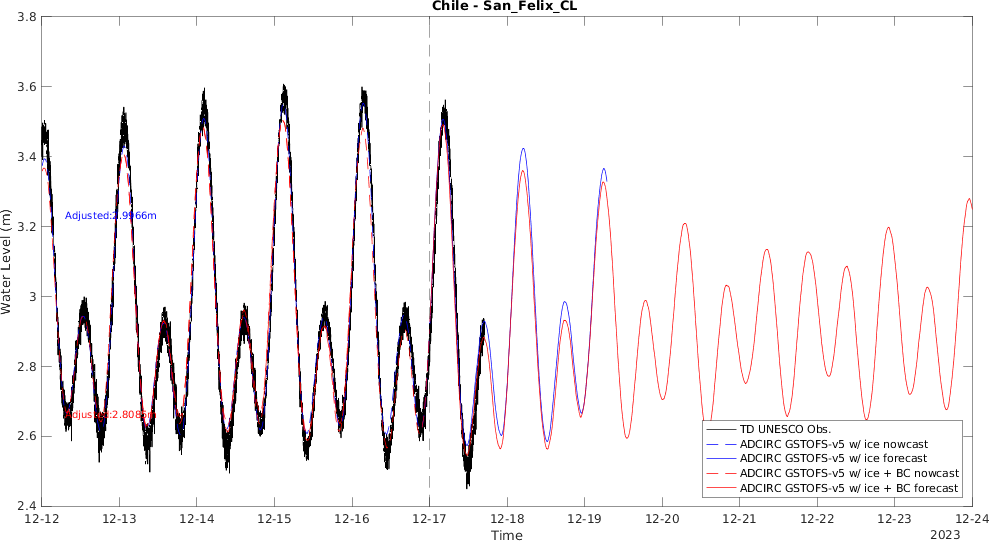 Chile - San_Felix_CL
3.8
3.6
3.4
3.2
3
2.8
2.6
2.4
Water Level (m)
Adjusted:2.9966m
Adjusted:2.8086m
TD UNESCO Obs.
ADCIRC GSTOFS-v5 w/ ice nowcast
ADCIRC GSTOFS-v5 w/ ice forecast
ADCIRC GSTOFS-v5 w/ ice + BC nowcast
ADCIRC GSTOFS-v5 w/ ice + BC forecast
12-12 12-13 12-14 12-15 12-16 12-17 12-18 12-19 12-20 12-21 12-22 12-23 12-24
Time
2023